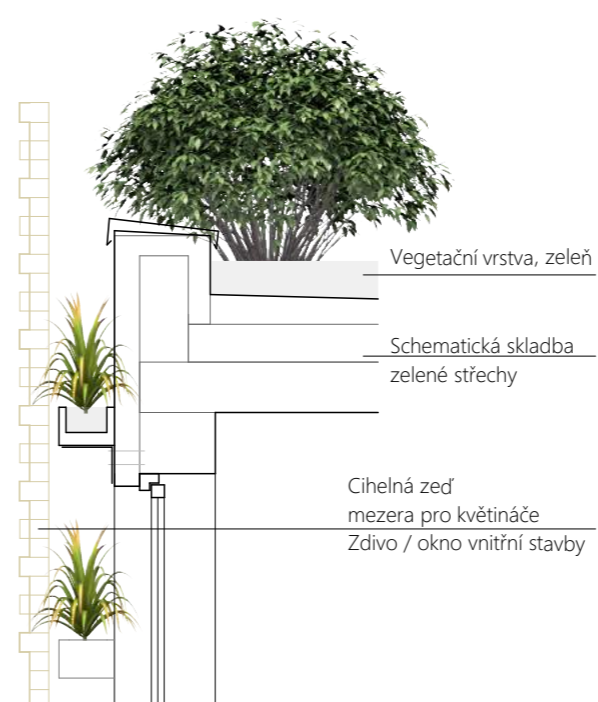 Vegetační vrstva, zeleň
Schematická skladba
zelené střechy
Cihelná zeď
mezera pro květináče
Zdivo / okno vnitřní stavby